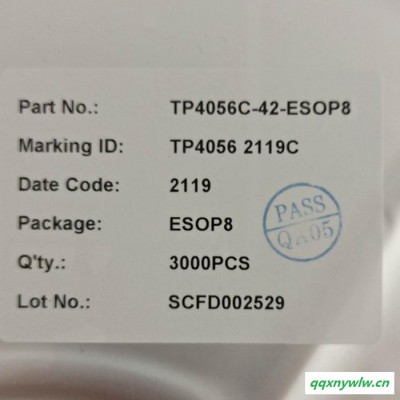 Part No.: TP4056C-42-ESOP8
Marking ID: TP4056 2119C
Date Code: 2119
Package: ESOP8
Q'ty.: 3000PCS
Lot No.: SCFD002529
PASS
QA05
qqxnywlw.cn